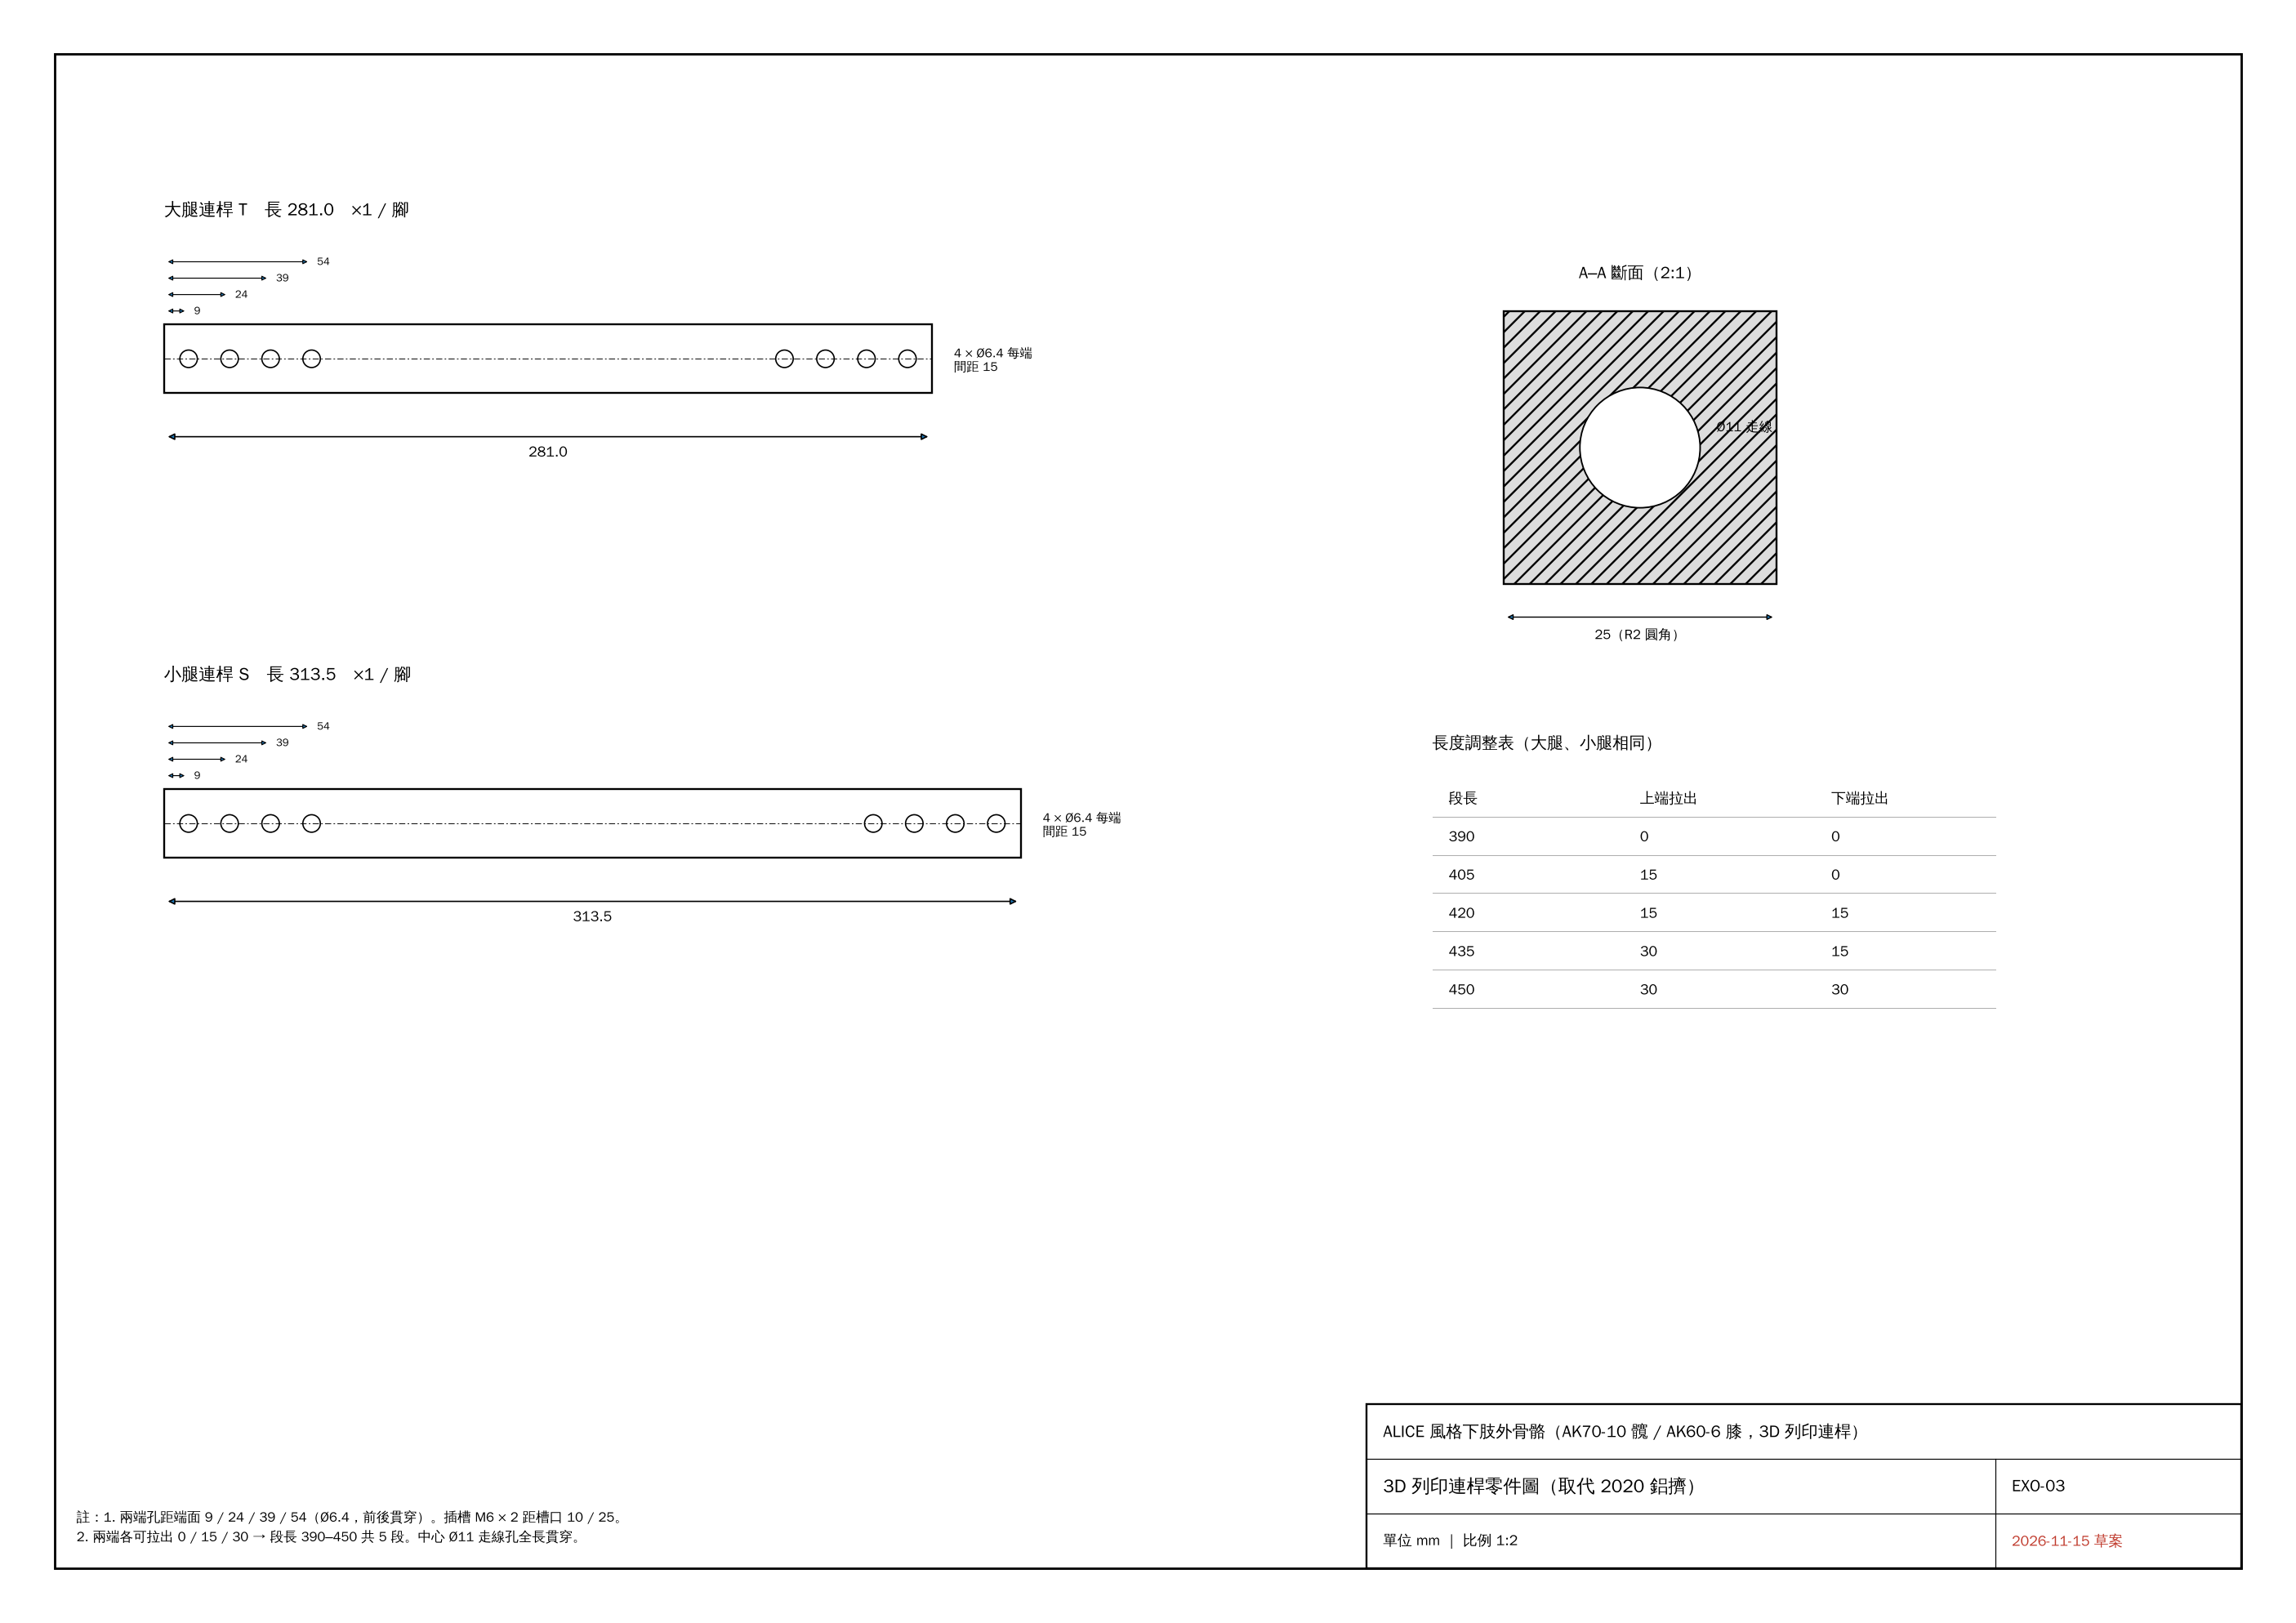 大腿連桿 T 長 281.0 ×1 / 腳
54
39
24
9
4 × Ø6.4 每端
間距 15
281.0
小腿連桿 S 長 313.5 ×1 / 腳
54
39
24
9
4 × Ø6.4 每端
間距 15
313.5
A–A 斷面（2:1）
Ø11 走線
25（R2 圓角）
長度調整表（大腿、小腿相同）
段長 上端拉出 下端拉出
390 0 0
405 15 0
420 15 15
435 30 15
450 30 30
註：1. 兩端孔距端面 9 / 24 / 39 / 54（Ø6.4，前後貫穿）。插槽 M6 × 2 距槽口 10 / 25。
2. 兩端各可拉出 0 / 15 / 30 → 段長 390–450 共 5 段。中心 Ø11 走線孔全長貫穿。
ALICE 風格下肢外骨骼（AK70-10 髖 / AK60-6 膝，3D 列印連桿）
3D 列印連桿零件圖（取代 2020 鋁擠）
EXO-03
單位 mm ｜ 比例 1:2
2026-11-15 草案